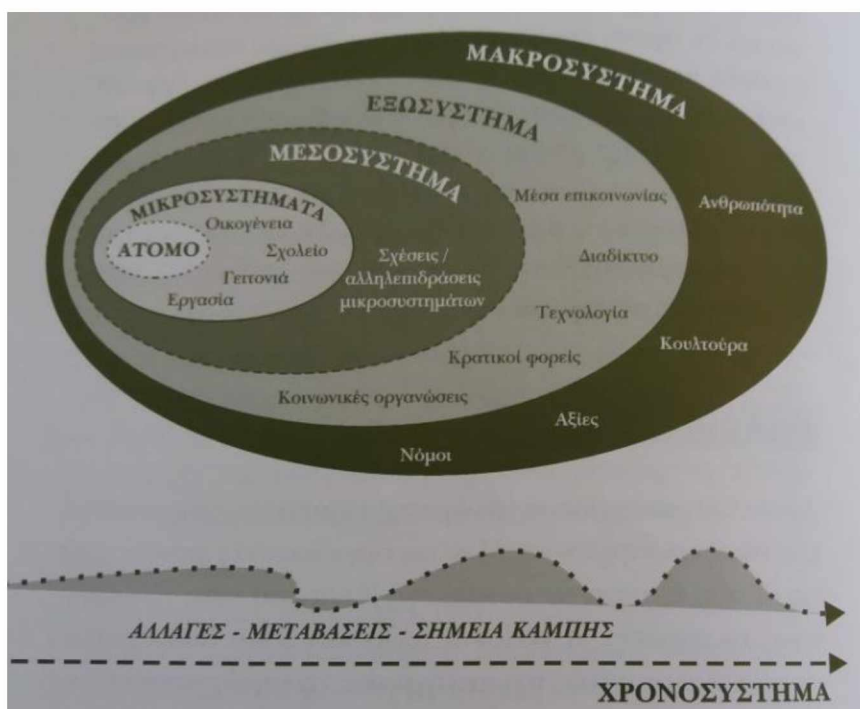 ΜΑΚΡΟΣΥΣΤΗΜΑ
ΕΞΩΣΥΣΤΗΜΑ
ΜΕΣΟΣΥΣΤΗΜΑ
ΜΙΚΡΟΣΥΣΤΗΜΑΤΑ
ΑΤΟΜΟ
Οικογένεια
Σχολείο
Γειτονιά
Εργασία
Σχέσεις /
αλληλεπιδράσεις
μικροσυστημάτων
Μέσα επικοινωνίας
Διαδίκτυο
Τεχνολογία
Κρατικοί φορείς
Κοινωνικές οργανώσεις
Ανθρωπότητα
Κουλτούρα
Αξίες
Νόμοι
ΑΛΛΑΓΕΣ - ΜΕΤΑΒΑΣΕΙΣ - ΣΗΜΕΙΑ ΚΑΜΠΗΣ
ΧΡΟΝΟΣΥΣΤΗΜΑ